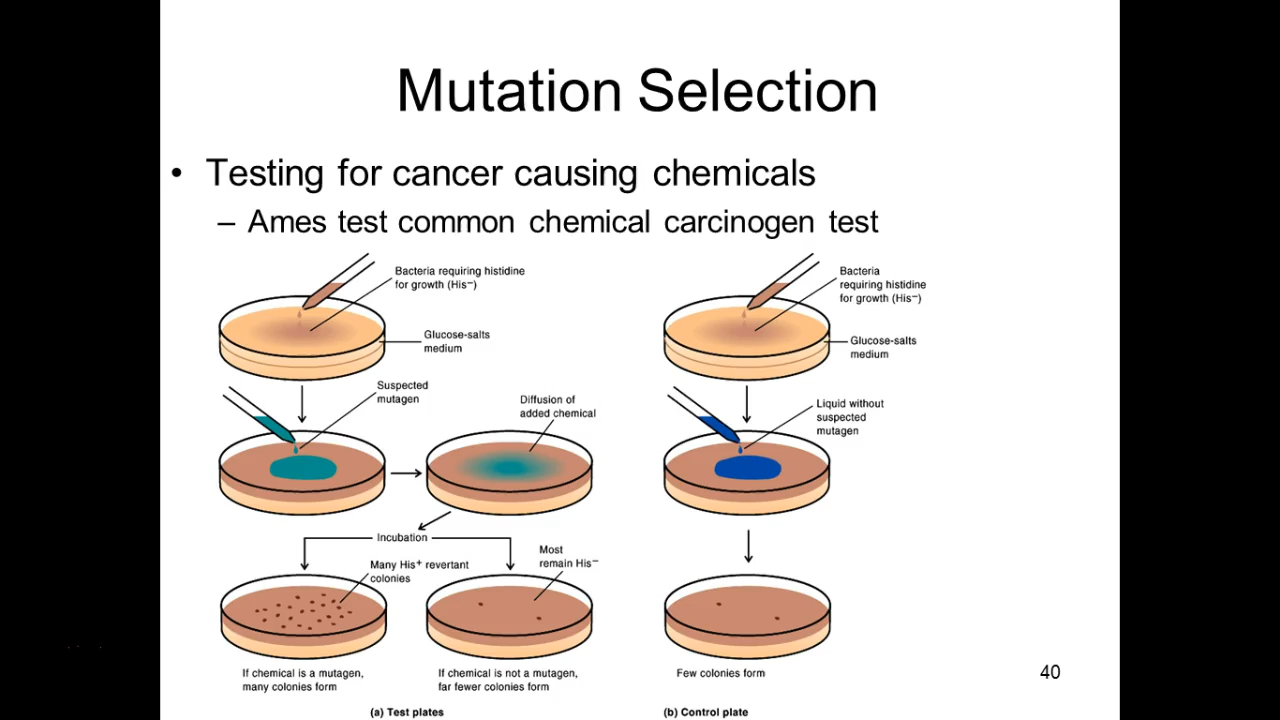 Mutation Selection
• Testing for cancer causing chemicals
– Ames test common chemical carcinogen test
Bacteria requiring histidine
for growth (His⁻)
Glucose-salts
medium
Suspected
mutagen
Diffusion of
added chemical
Incubation
Many His⁺ revertant
colonies
Most
remain His⁻
If chemical is a mutagen,
many colonies form
If chemical is not a mutagen,
far fewer colonies form
(a) Test plates
Bacteria
requiring histidine
for growth (His⁻)
Glucose-salts
medium
Liquid without
suspected
mutagen
Few colonies form
(b) Control plate
40